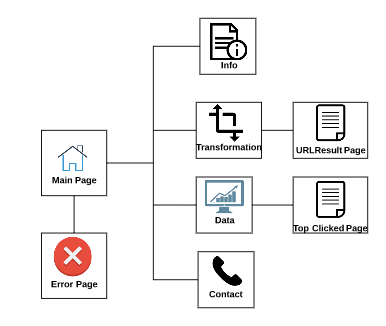 Info
Transformation
URLResult Page
Main Page
Data
Top Clicked Page
Error Page
Contact